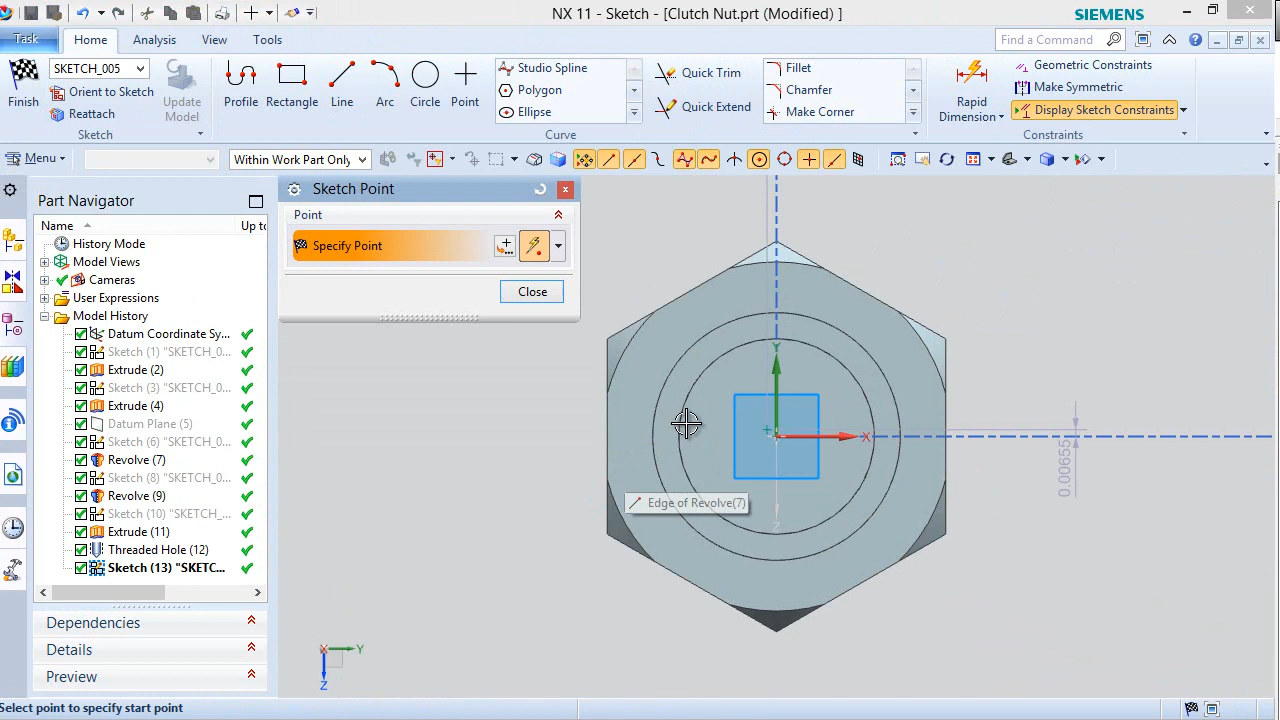 NX 11 - Sketch - [Clutch Nut.prt (Modified) ]
SIEMENS
Task
Home
Analysis
View
Tools
Find a Command
Finish
SKETCH_005
Orient to Sketch
Reattach
Update
Model
Sketch
Profile
Rectangle
Line
Arc
Circle
Point
Studio Spline
Polygon
Ellipse
Curve
Quick Trim
Quick Extend
Fillet
Chamfer
Make Corner
Rapid
Dimension
Geometric Constraints
Make Symmetric
Display Sketch Constraints
Constraints
Menu
Within Work Part Only
Part Navigator
Name
Up to
History Mode
Model Views
Cameras
User Expressions
Model History
Datum Coordinate Sy...
Sketch (1) "SKETCH_0...
Extrude (2)
Sketch (3) "SKETCH_0...
Extrude (4)
Datum Plane (5)
Sketch (6) "SKETCH_0...
Revolve (7)
Sketch (8) "SKETCH_0...
Revolve (9)
Sketch (10) "SKETCH_0...
Extrude (11)
Threaded Hole (12)
Sketch (13) "SKETC...
Dependencies
Details
Preview
Sketch Point
Point
Specify Point
Close
Y
X
Z
Edge of Revolve(7)
0.00655
X
Y
Z
Select point to specify start point